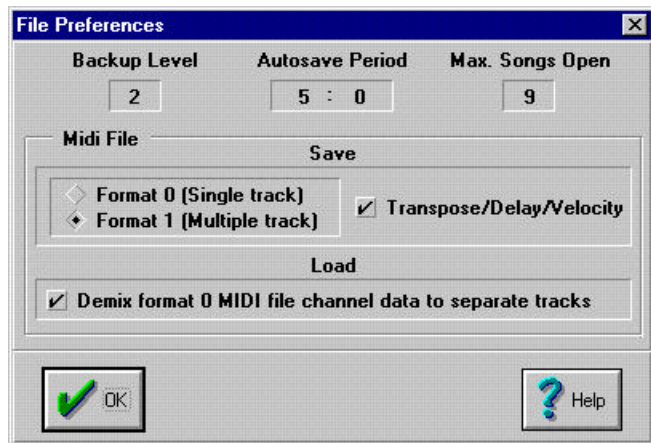 File Preferences
Backup Level Autosave Period Max. Songs Open
2 5 : 0 9
Midi File
Save
Format 0 (Single track)
Format 1 (Multiple track)
Transpose/Delay/Velocity
Load
Demix format 0 MIDI file channel data to separate tracks
OK
Help